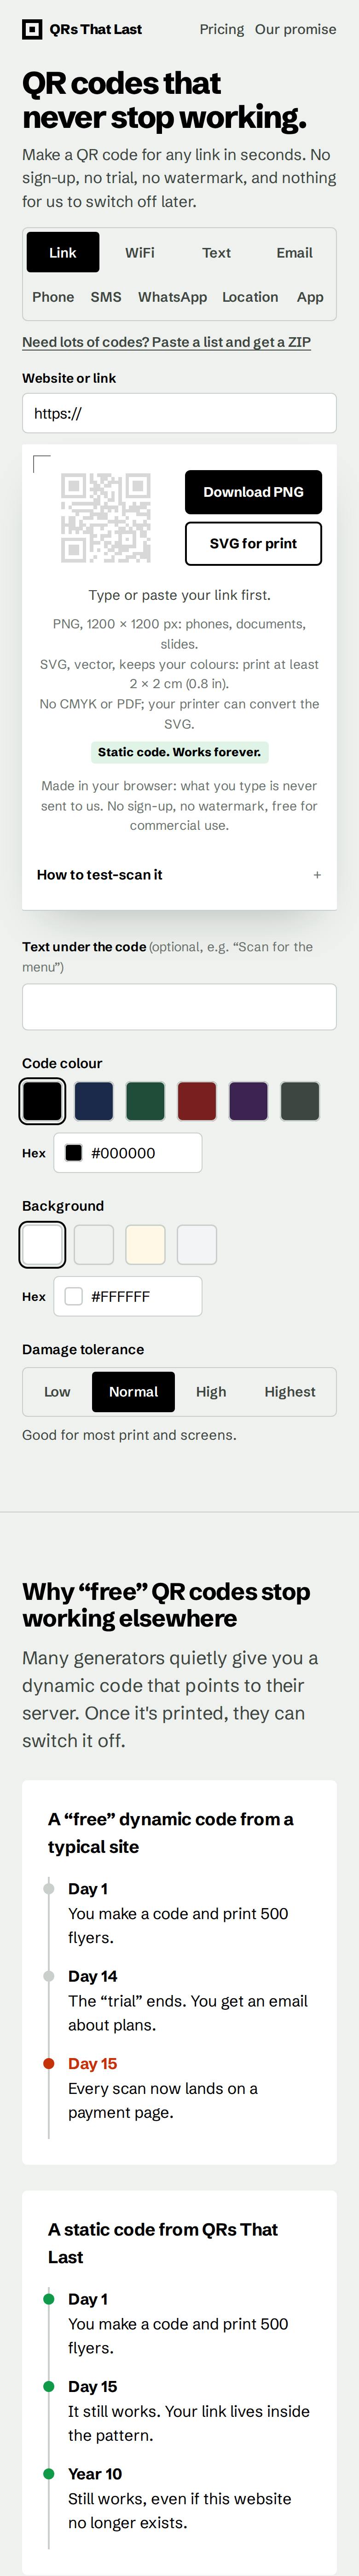 QRs That Last
Pricing Our promise
QR codes that
never stop working.
Make a QR code for any link in seconds. No
sign-up, no trial, no watermark, and nothing
for us to switch off later.
Link WiFi Text Email
Phone SMS WhatsApp Location App
Need lots of codes? Paste a list and get a ZIP
Website or link
https://
Download PNG
SVG for print
Type or paste your link first.
PNG, 1200 × 1200 px: phones, documents,
slides.
SVG, vector, keeps your colours: print at least
2 × 2 cm (0.8 in).
No CMYK or PDF; your printer can convert the
SVG.
Static code. Works forever.
Made in your browser: what you type is never
sent to us. No sign-up, no watermark, free for
commercial use.
How to test-scan it +
Text under the code (optional, e.g. “Scan for the
menu”)
Code colour
Hex #000000
Background
Hex #FFFFFF
Damage tolerance
Low Normal High Highest
Good for most print and screens.
Why “free” QR codes stop
working elsewhere
Many generators quietly give you a
dynamic code that points to their
server. Once it's printed, they can
switch it off.
A “free” dynamic code from a
typical site
Day 1
You make a code and print 500
flyers.
Day 14
The “trial” ends. You get an email
about plans.
Day 15
Every scan now lands on a
payment page.
A static code from QRs That
Last
Day 1
You make a code and print 500
flyers.
Day 15
It still works. Your link lives inside
the pattern.
Year 10
Still works, even if this website
no longer exists.